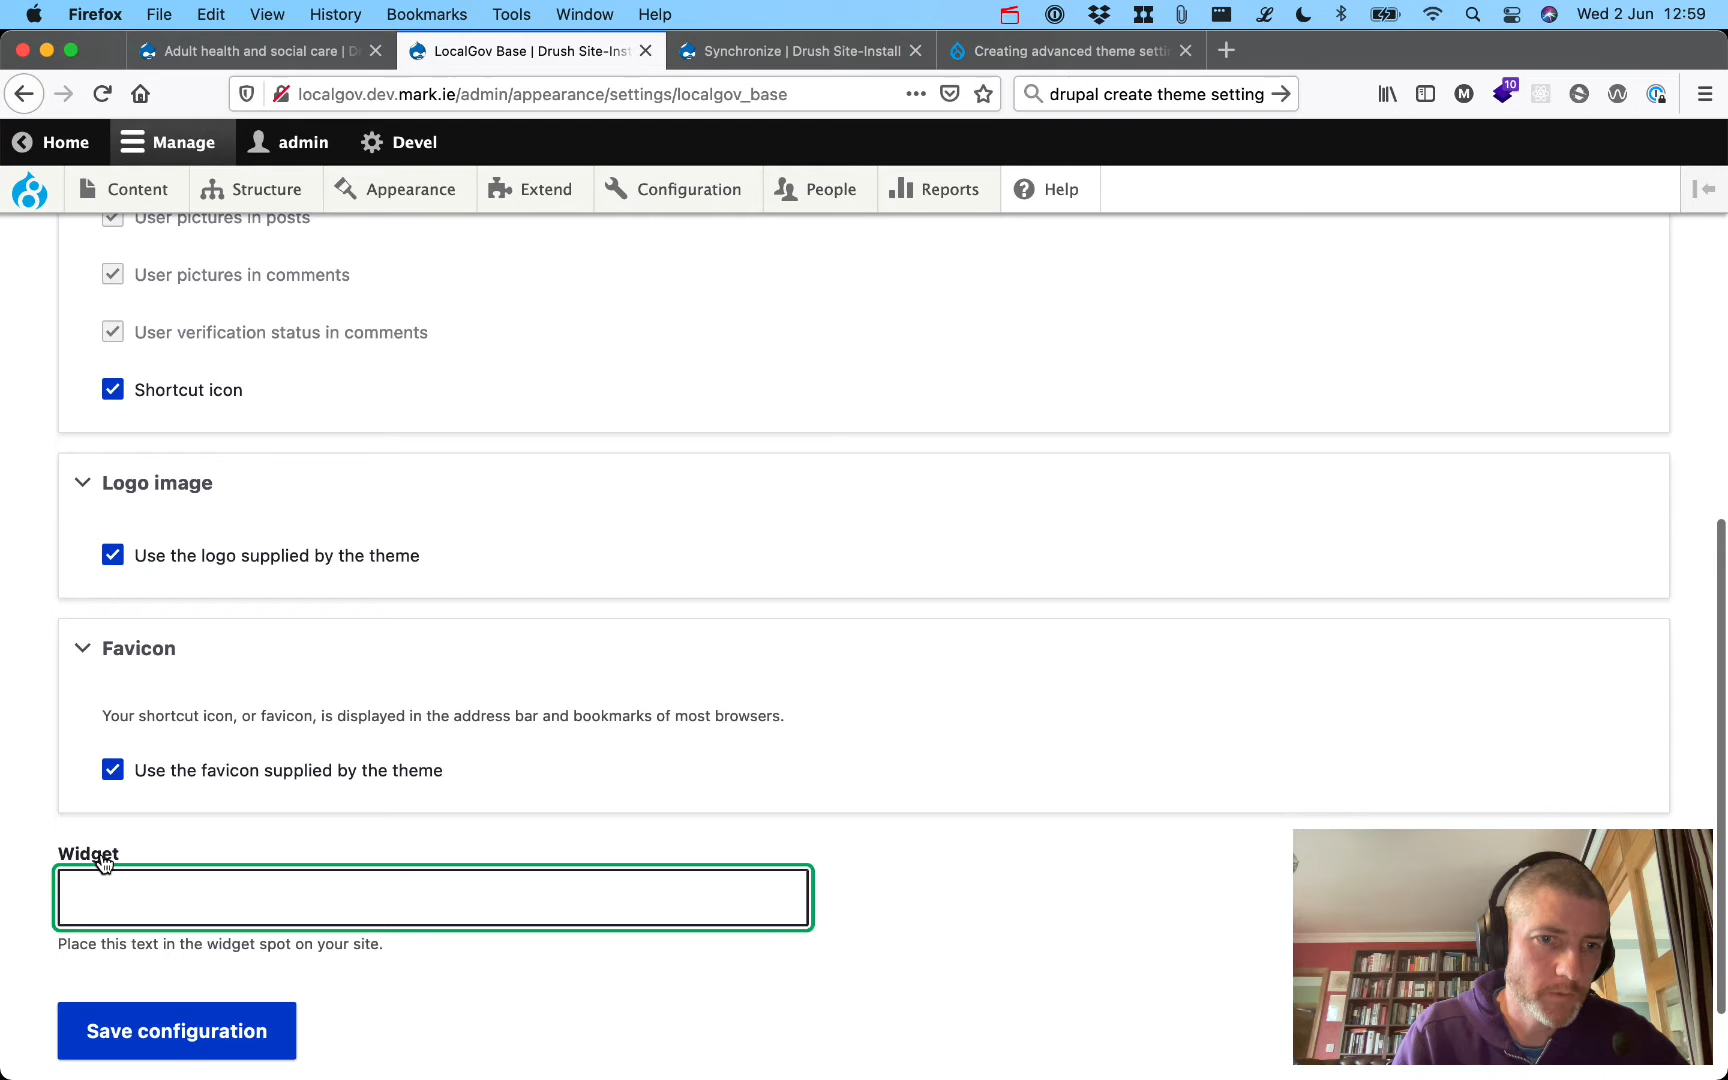 Firefox File Edit View History Bookmarks Tools Window Help Wed 2 Jun 12:59
Adult health and social care | D LocalGov Base | Drush Site-Inst Synchronize | Drush Site-Install Creating advanced theme setti
localgov.dev.mark.ie/admin/appearance/settings/localgov_base drupal create theme setting 10
Home Manage admin Devel
Content Structure Appearance Extend Configuration People Reports Help
User pictures in posts
User pictures in comments
User verification status in comments
Shortcut icon
Logo image
Use the logo supplied by the theme
Favicon
Your shortcut icon, or favicon, is displayed in the address bar and bookmarks of most browsers.
Use the favicon supplied by the theme
Widget
Place this text in the widget spot on your site.
Save configuration